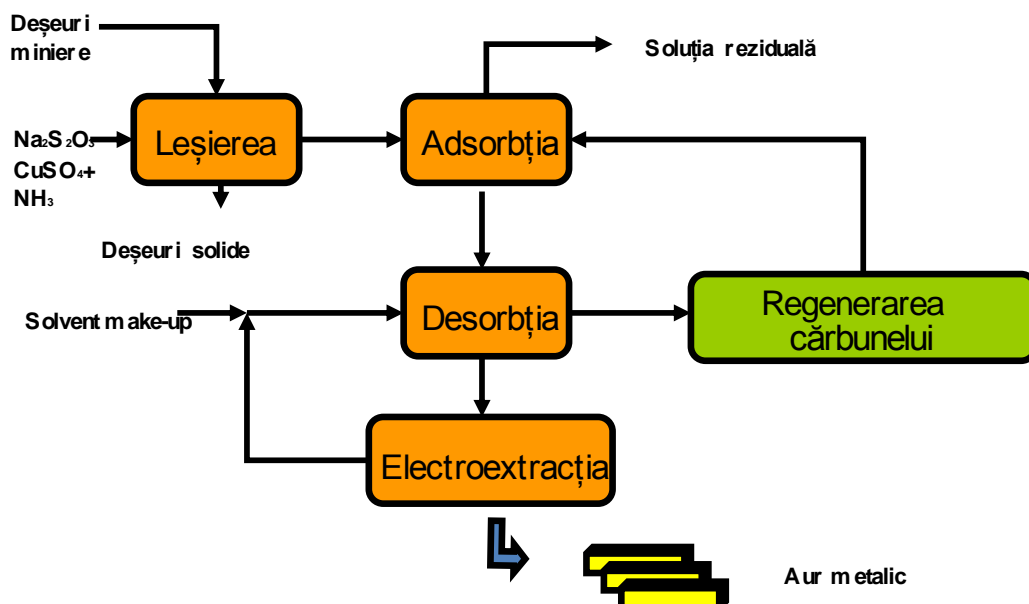 Deșeuri
miniere
Soluția reziduală
Na₂S₂O₃
CuSO₄+
NH₃
Leșierea
Adsorbția
Deșeuri solide
Solvent make-up
Desorbția
Regenerarea
cărbunelui
Electroextracția
Aur metalic